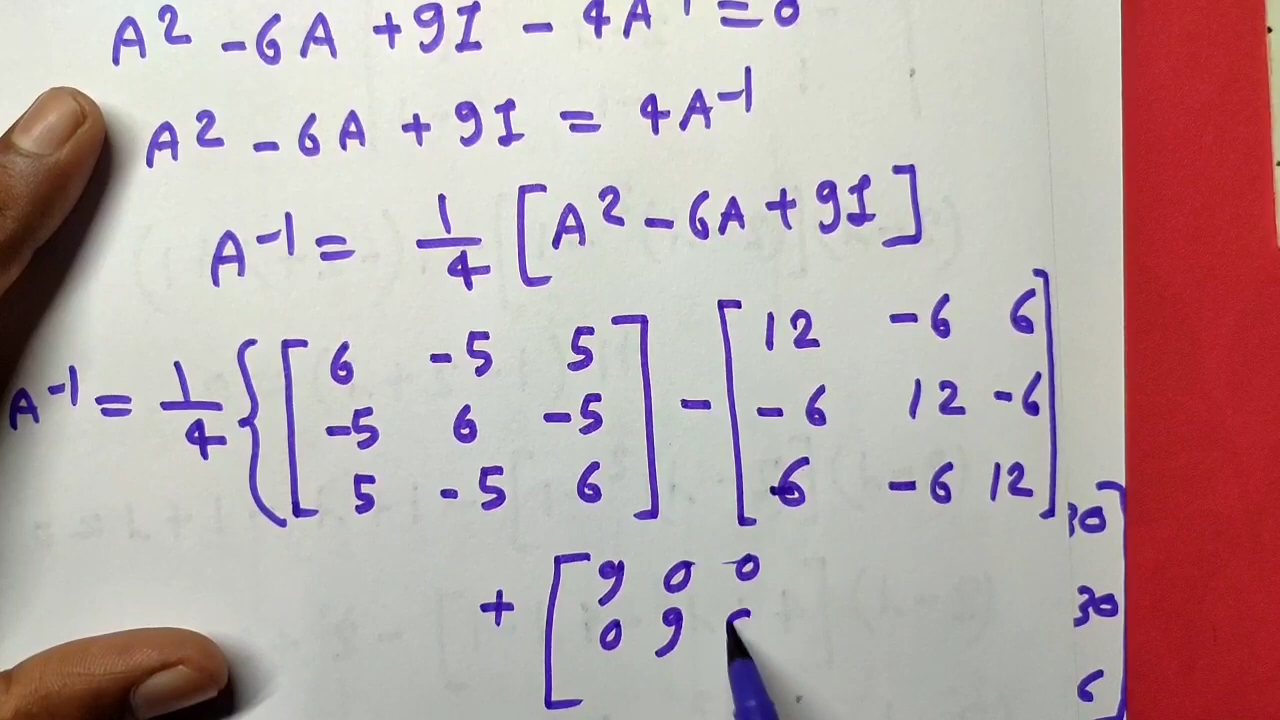 A² - 6A + 9I - 4A⁻¹ = 0
A² - 6A + 9I = 4A⁻¹
A⁻¹ = 1/4 [A² - 6A + 9I]
A⁻¹ = 1/4 { [ 6 -5 5 ] - [ 12 -6 6 ]
[ -5 6 -5 ] [ -6 12 -6 ]
[ 5 -5 6 ] [ 6 -6 12 ]
+ [ 9 0 0
0 9
30
30
6 ]